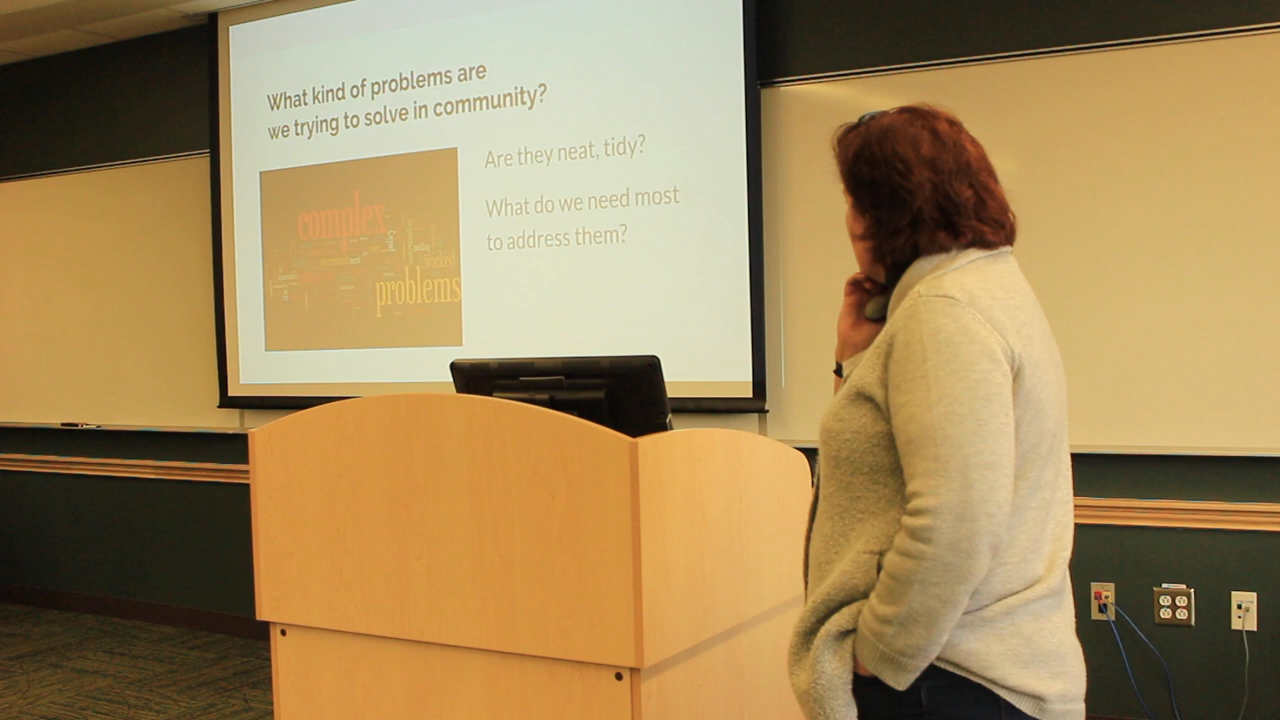 What kind of problems are
we trying to solve in community?
Are they neat, tidy?
What do we need most
to address them?
complex
worked
problems